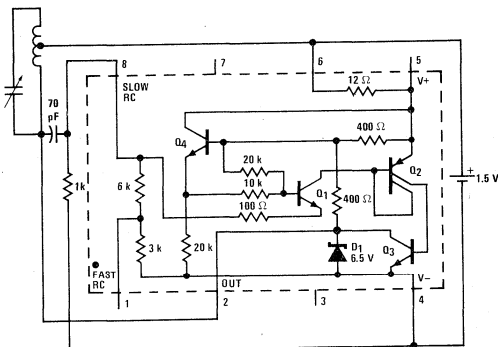 8
7
6
5
SLOW
RC
12 Ω
V+
70
pF
Q4
400 Ω
20 k
Q2
1k
6 k
10 k
Q1
400 Ω
+
1.5 V
100 Ω
3 k
20 k
D1
6.5 V
Q3
FAST
RC
OUT
V−
1
2
3
4